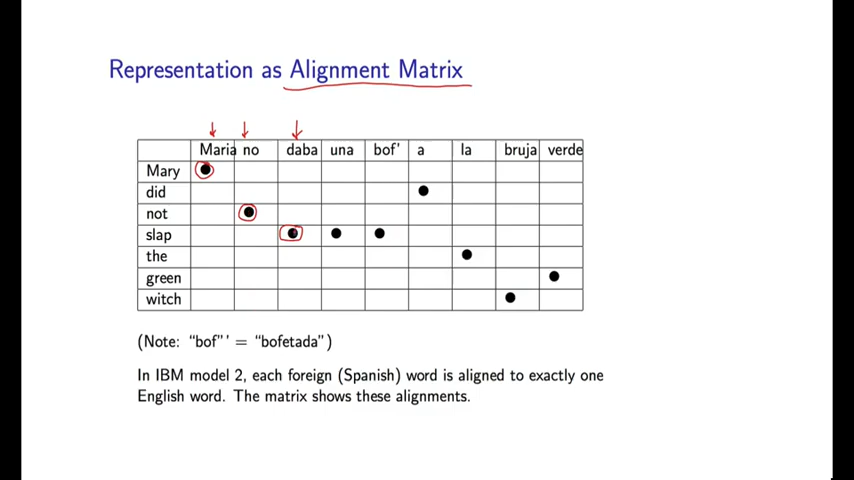 Representation as Alignment Matrix
Maria no daba una bof' a la bruja verde
Mary
did
not
slap
the
green
witch
(Note: “bof”' = “bofetada”)
In IBM model 2, each foreign (Spanish) word is aligned to exactly one
English word. The matrix shows these alignments.